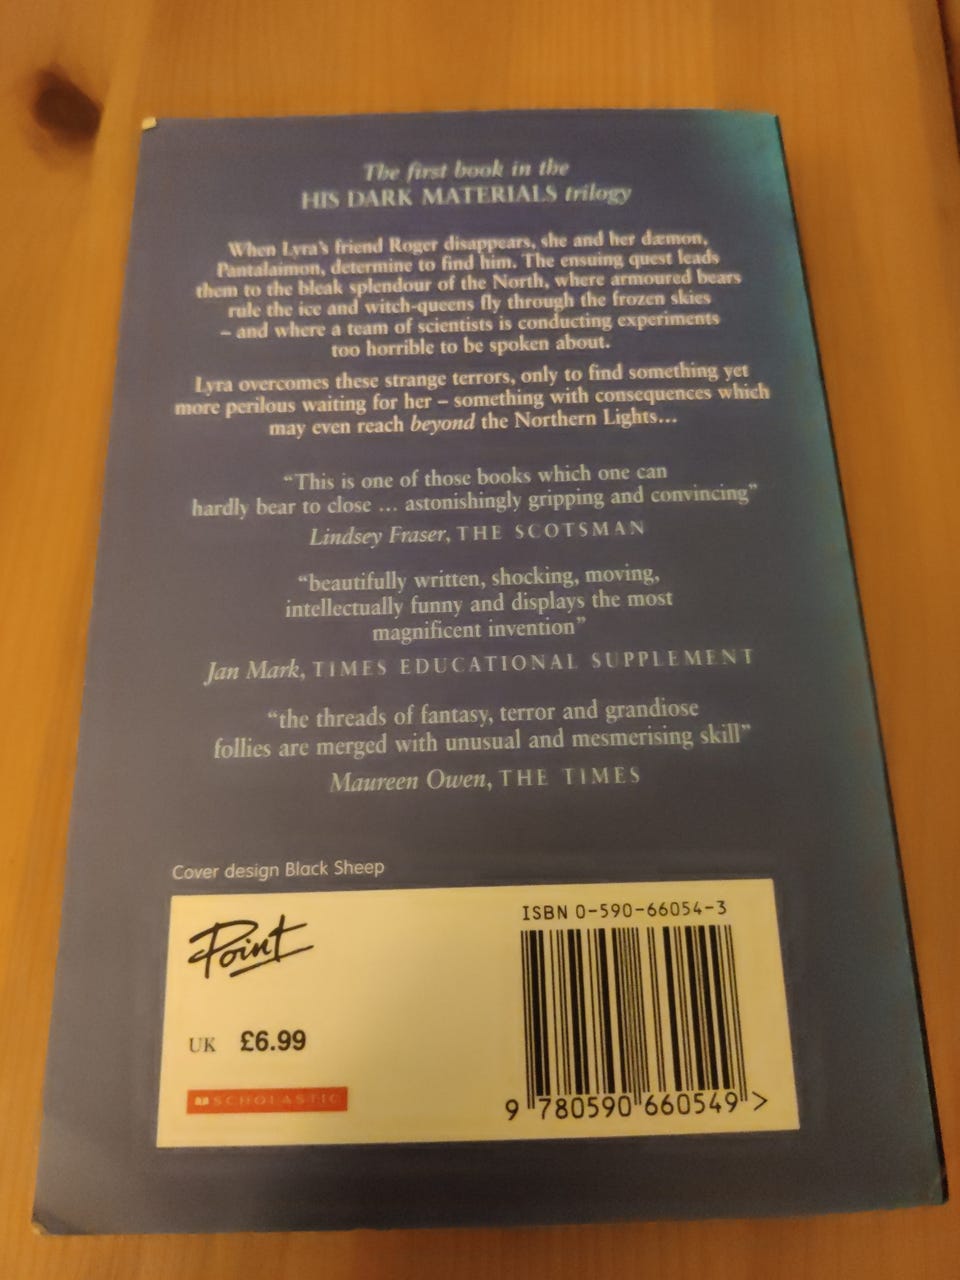 The first book in the
HIS DARK MATERIALS trilogy
When Lyra's friend Roger disappears, she and her dæmon,
Pantalaimon, determine to find him. The ensuing quest leads
them to the bleak splendour of the North, where armoured bears
rule the ice and witch-queens fly through the frozen skies
– and where a team of scientists is conducting experiments
too horrible to be spoken about.
Lyra overcomes these strange terrors, only to find something yet
more perilous waiting for her – something with consequences which
may even reach beyond the Northern Lights...
“This is one of those books which one can
hardly bear to close ... astonishingly gripping and convincing”
Lindsey Fraser, THE SCOTSMAN
“beautifully written, shocking, moving,
intellectually funny and displays the most
magnificent invention”
Jan Mark, TIMES EDUCATIONAL SUPPLEMENT
“the threads of fantasy, terror and grandiose
follies are merged with unusual and mesmerising skill”
Maureen Owen, THE TIMES
Cover design Black Sheep
Point
ISBN 0-590-66054-3
UK £6.99
SCHOLASTIC
9 780590 660549 >